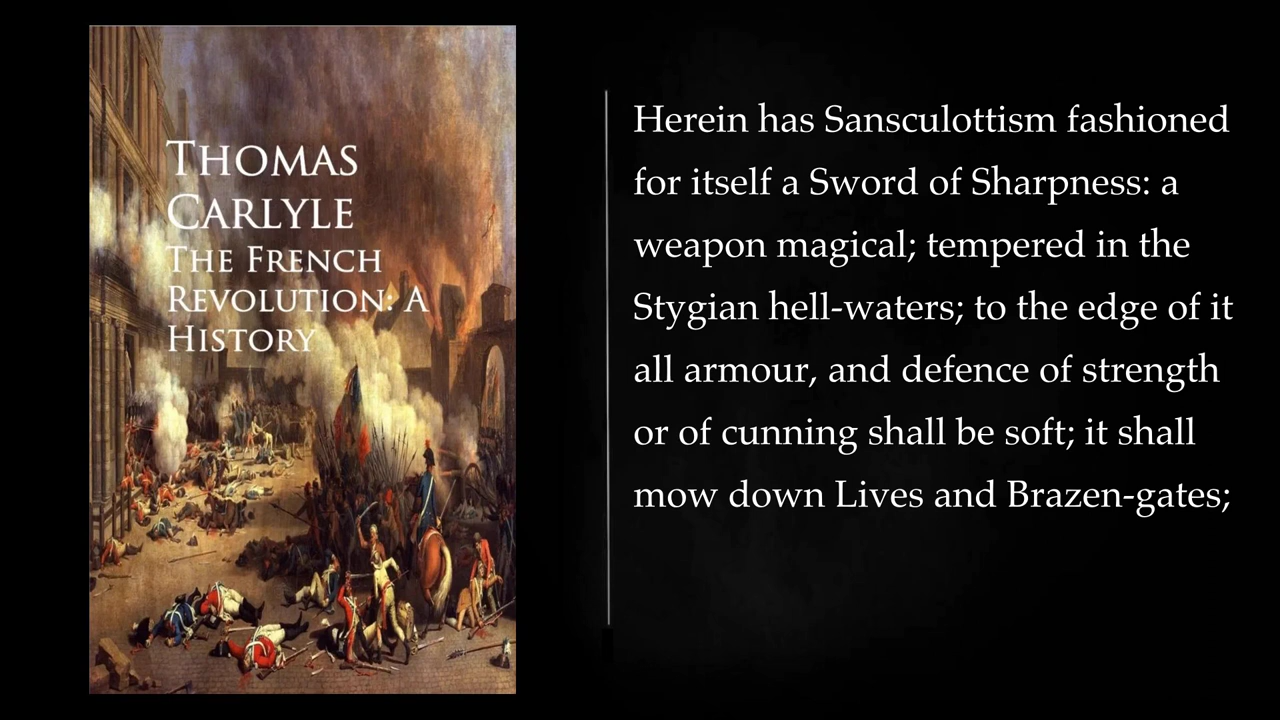 THOMAS
CARLYLE
THE FRENCH
REVOLUTION: A
HISTORY
Herein has Sansculottism fashioned
for itself a Sword of Sharpness: a
weapon magical; tempered in the
Stygian hell-waters; to the edge of it
all armour, and defence of strength
or of cunning shall be soft; it shall
mow down Lives and Brazen-gates;